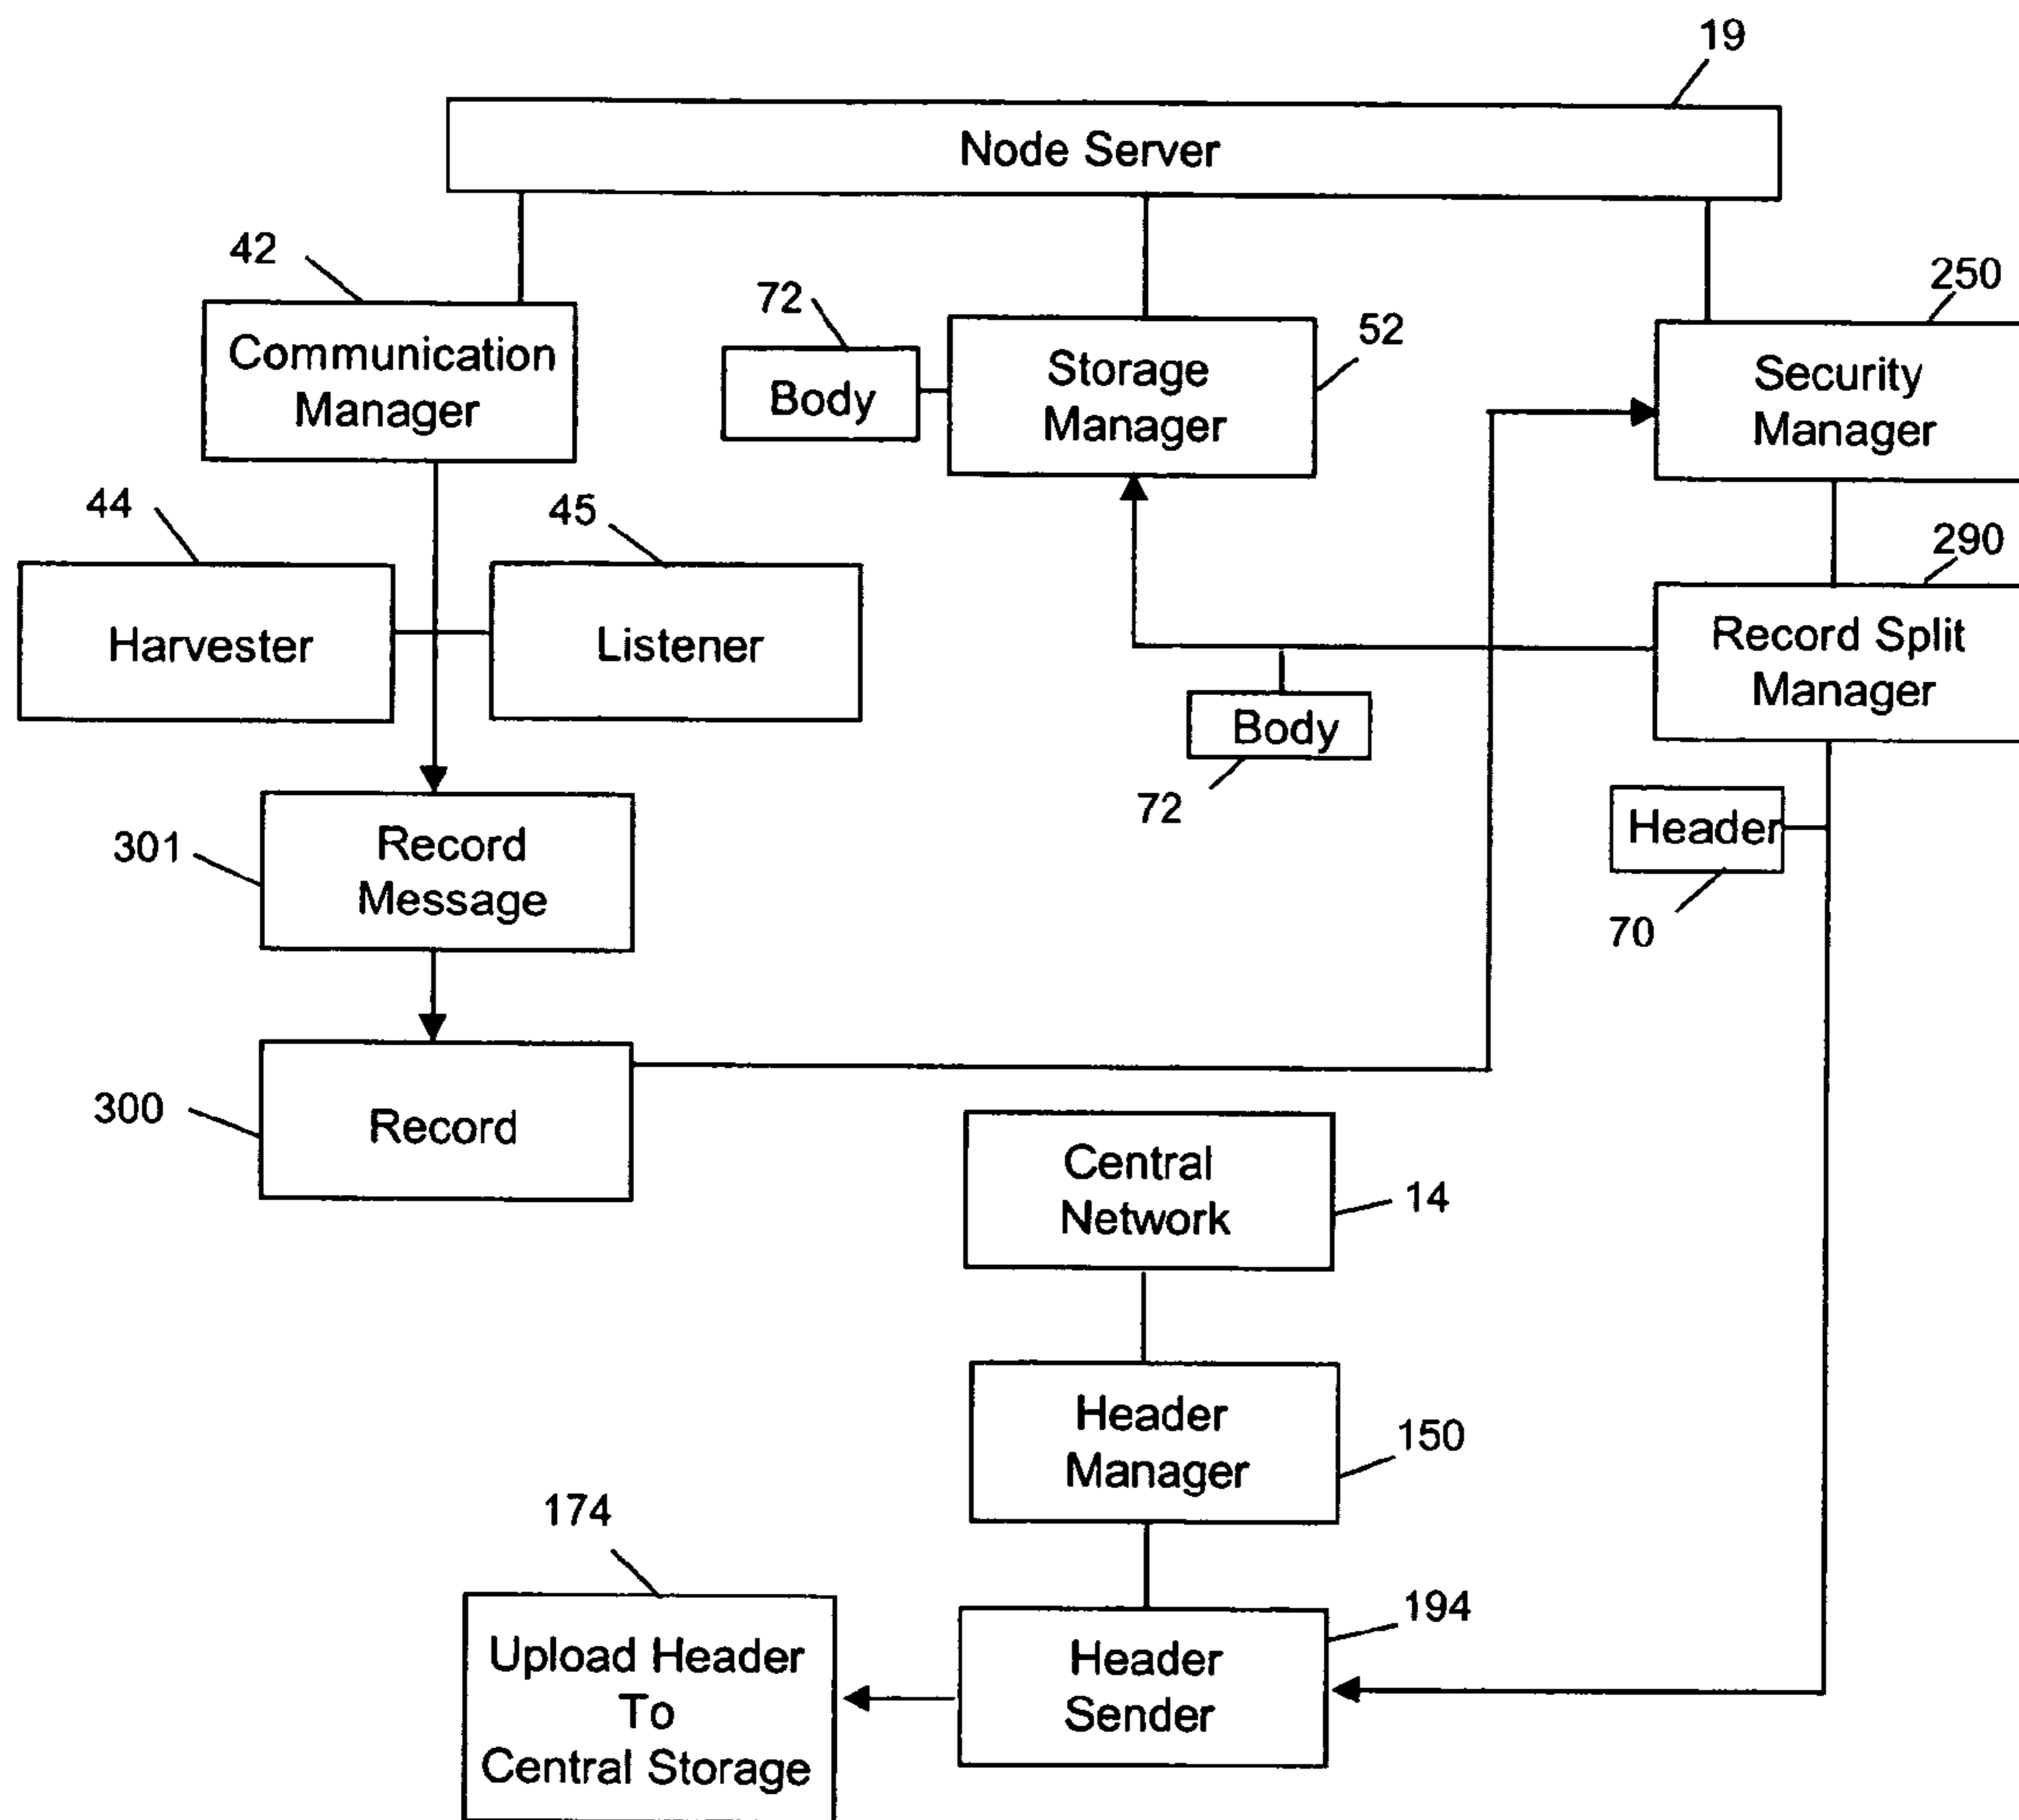 19
Node Server
42
Communication
Manager
72
Body
Storage
Manager
52
250
Security
Manager
44
Harvester
45
Listener
290
Record Split
Manager
Body
72
Header
70
301
Record
Message
300
Record
Central
Network
14
Header
Manager
150
174
Upload Header
To
Central Storage
Header
Sender
194